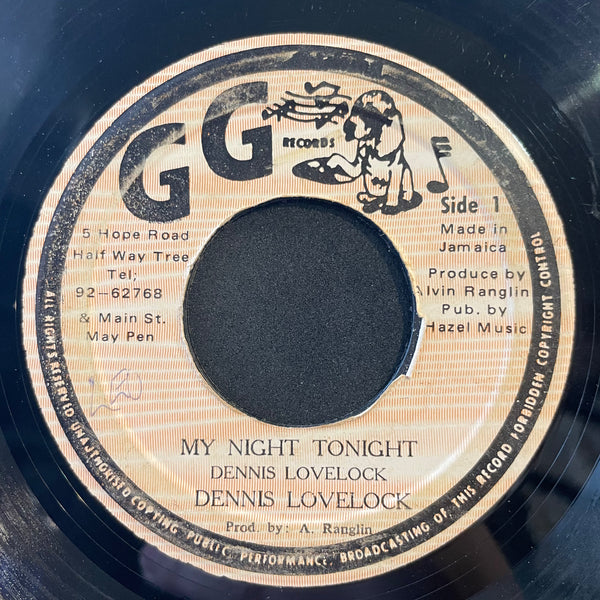 GG
RECORDS
Side 1
5 Hope Road
Half Way Tree
Tel;
92-62768
& Main St.
May Pen
Made in
Jamaica
Produce by
Alvin Ranglin
Pub. by
Hazel Music
MY NIGHT TONIGHT
DENNIS LOVELOCK
DENNIS LOVELOCK
Prod. by: A. Ranglin
ALL RIGHTS RESERVID COPYING PUBLIC PERFORMANCE, BROADCASTING OF THIS RECORD FORBIDDEN COPYRIGHT CONTROL